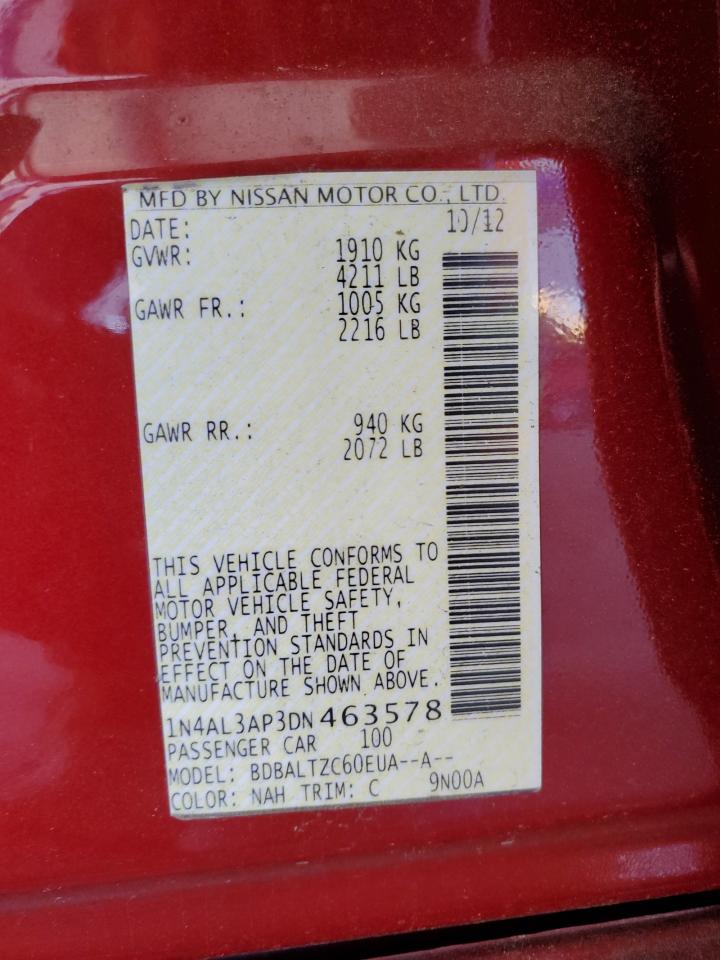 MFD BY NISSAN MOTOR CO., LTD.
DATE: 10/12
GVWR: 1910 KG
4211 LB
GAWR FR.: 1005 KG
2216 LB
GAWR RR.: 940 KG
2072 LB
THIS VEHICLE CONFORMS TO
ALL APPLICABLE FEDERAL
MOTOR VEHICLE SAFETY,
BUMPER, AND THEFT
PREVENTION STANDARDS IN
EFFECT ON THE DATE OF
MANUFACTURE SHOWN ABOVE.
1N4AL3AP3DN463578
PASSENGER CAR 100
MODEL: BDBALTZC60EUA--A--
COLOR: NAH TRIM: C 9N00A